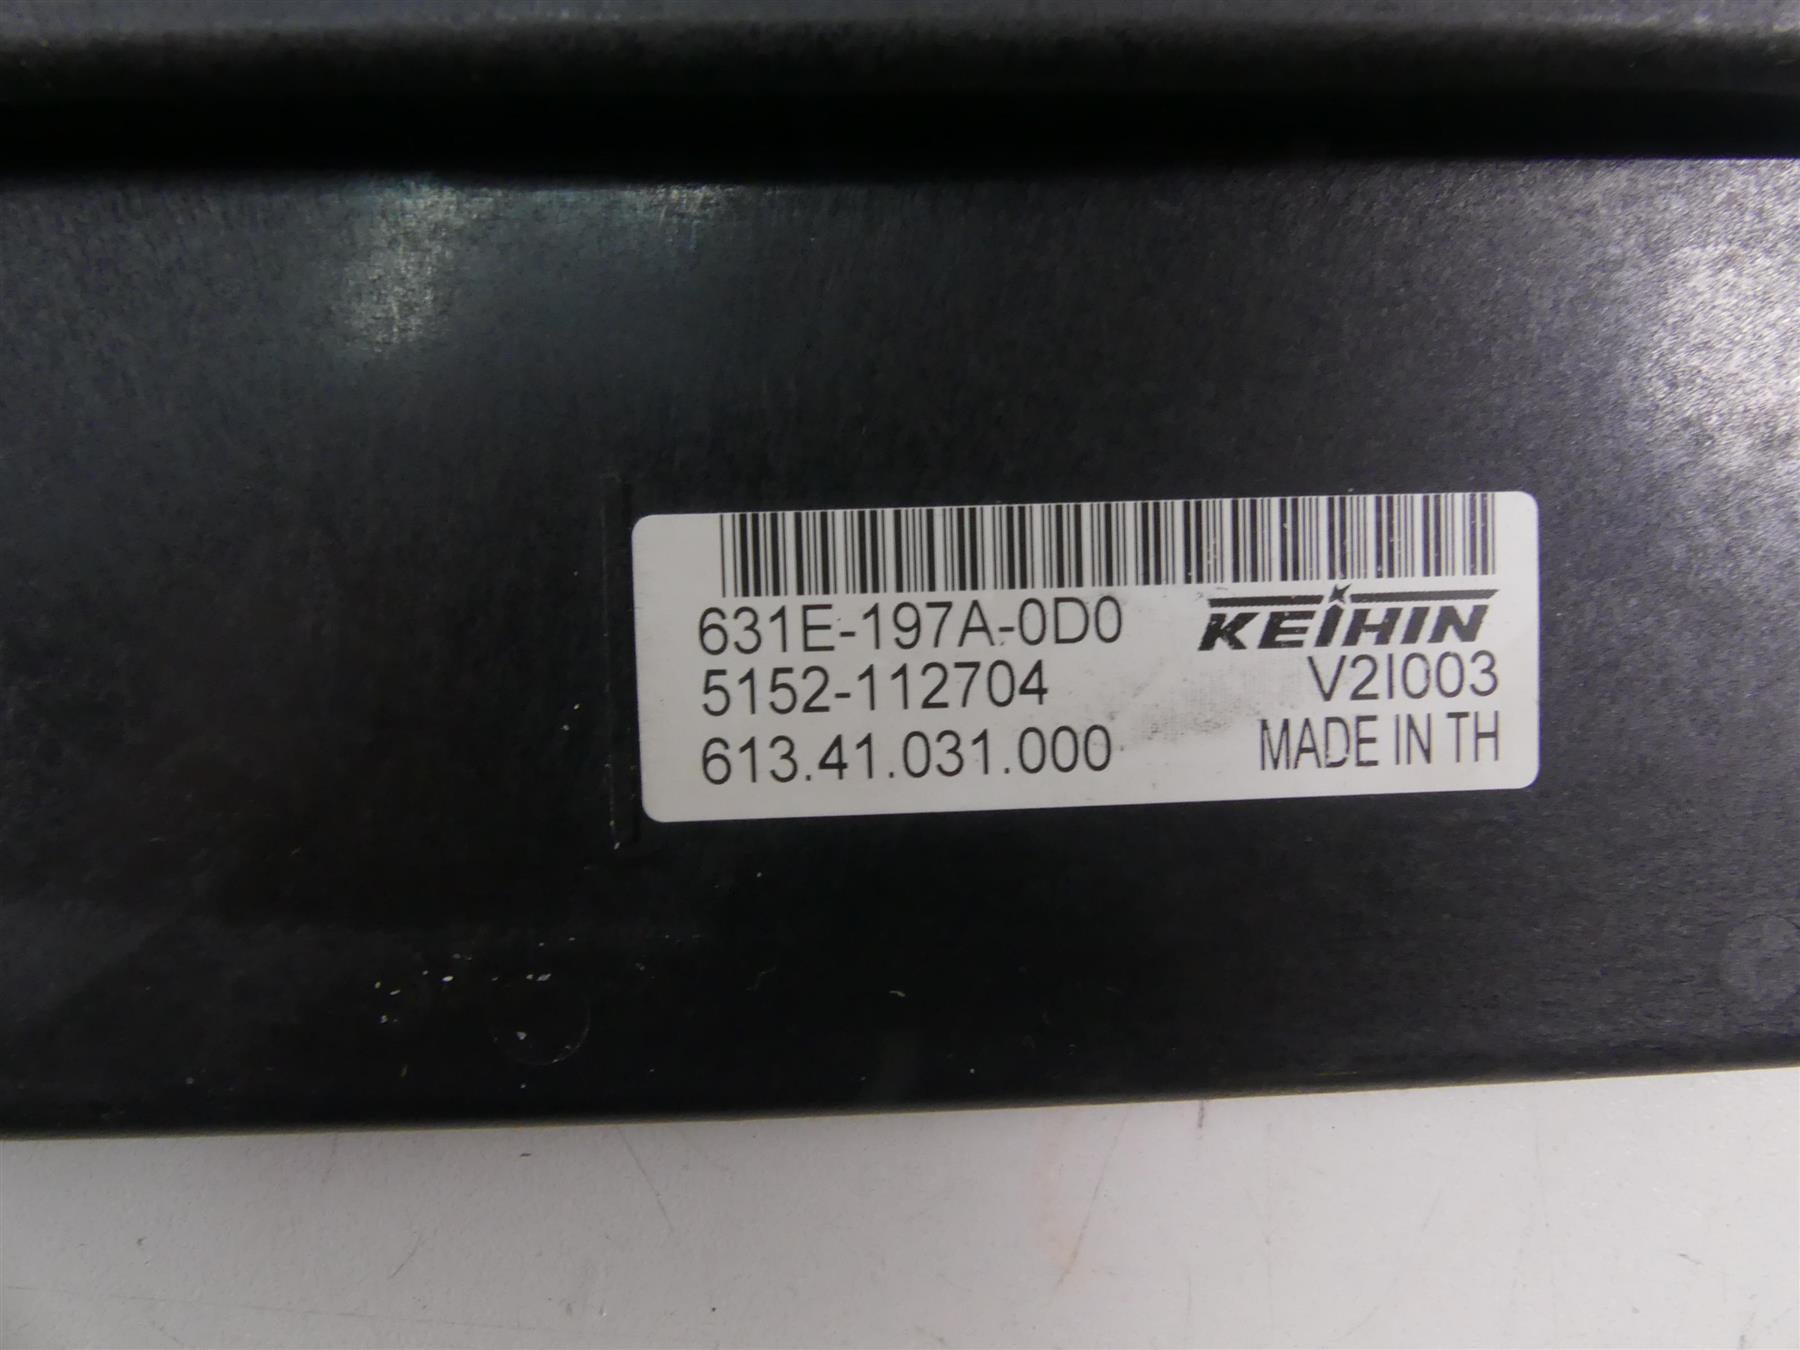 631E-197A-0D0 KEIHIN
5152-112704 V2I003
613.41.031.000 MADE IN TH